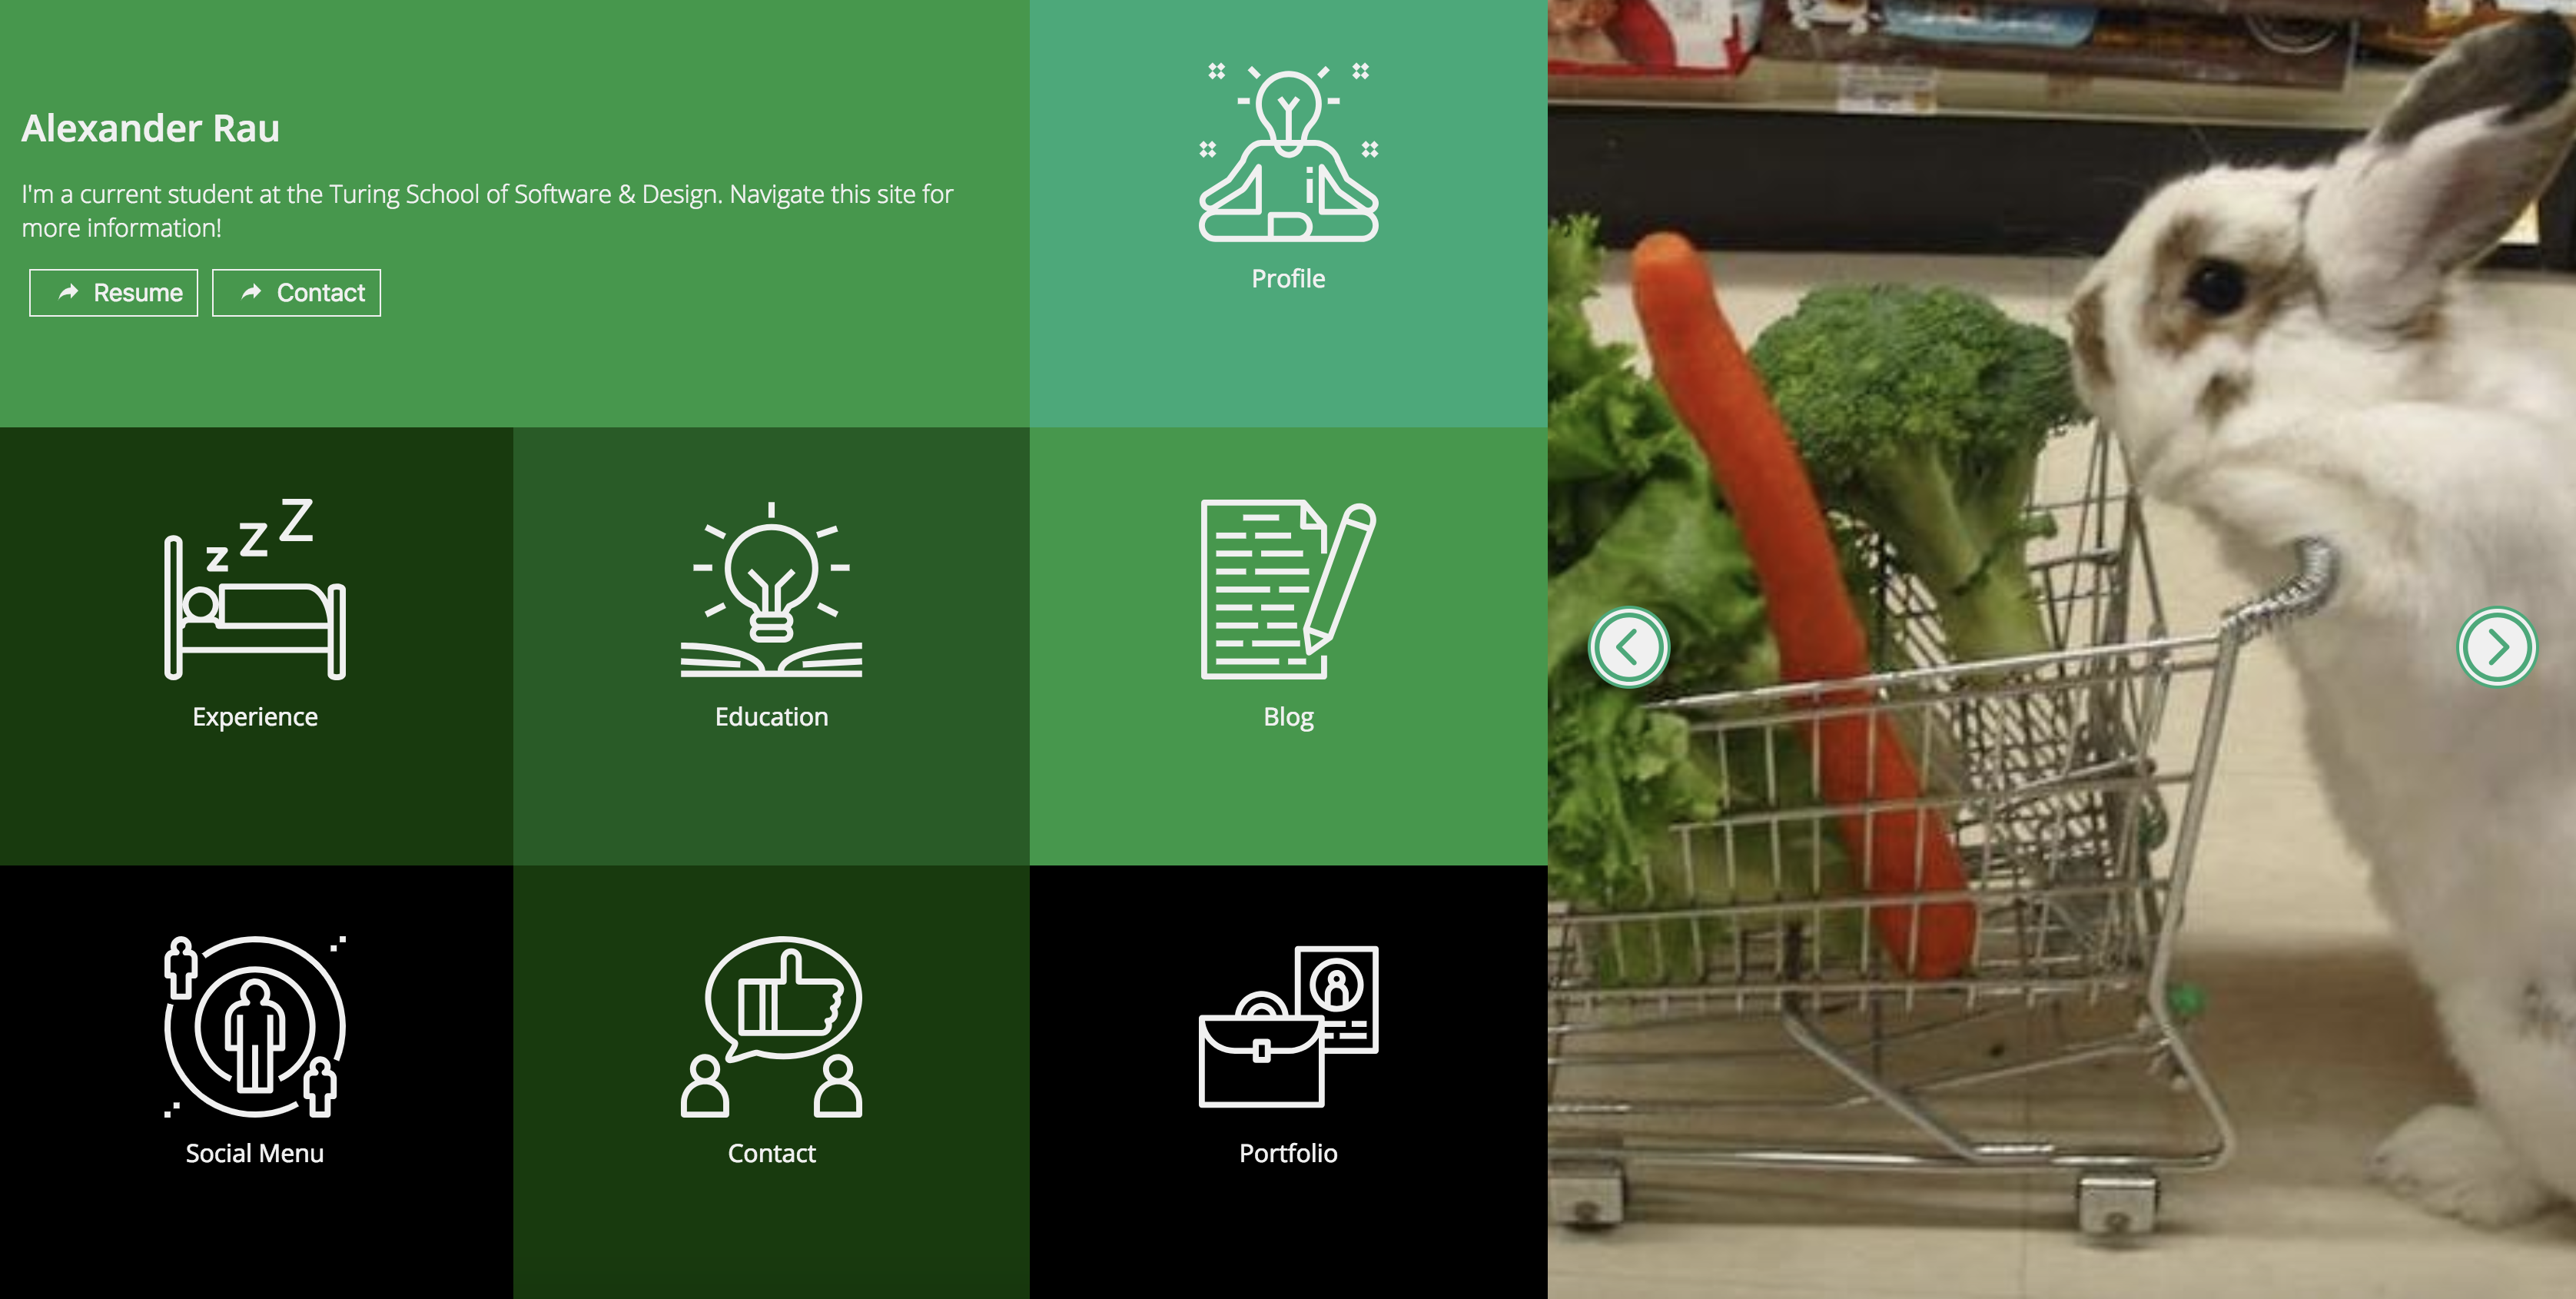 Alexander Rau
I'm a current student at the Turing School of Software & Design. Navigate this site for
more information!
Resume
Contact
Profile
z z Z
Experience
Education
Blog
Social Menu
Contact
Portfolio